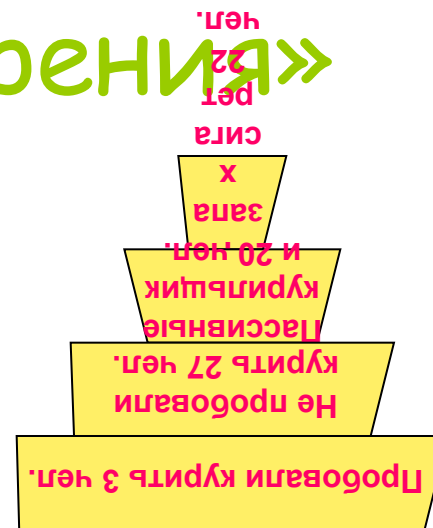 рения»
Пробовали курить 3 чел.
Не пробовали
курить 27 чел.
Пассивные
курильщик
и 20 чел.
запа
х
сига
рет
22
чел.